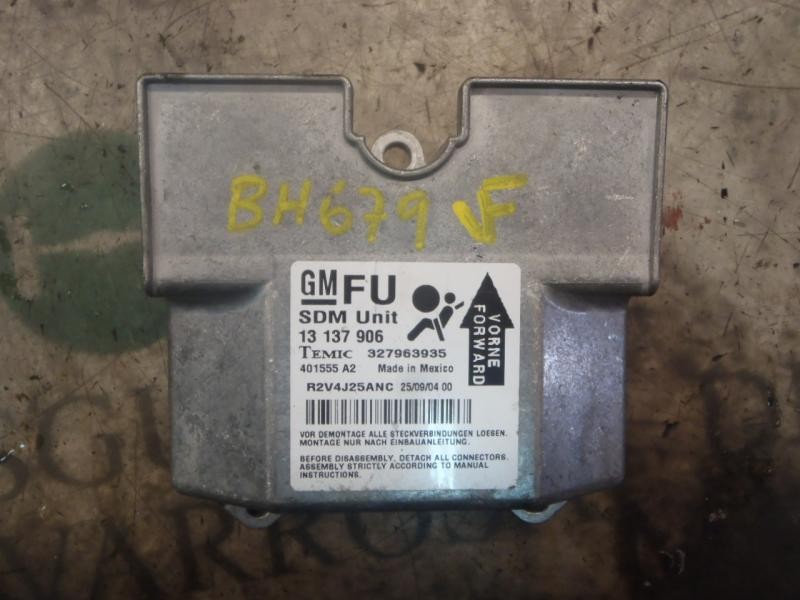 BH679 VF
GM FU
SDM Unit
13 137 906
TEMIC 327963935
401555 A2 Made in Mexico
R2V4J25ANC 25/09/04 00
VORNE
FORWARD
VOR DEMONTAGE ALLE STECKVERBINDUNGEN LOESEN.
MONTAGE NUR NACH EINBAUANLEITUNG.
BEFORE DISASSEMBLY, DETACH ALL CONNECTORS.
ASSEMBLY STRICTLY ACCORDING TO MANUAL
INSTRUCTIONS.